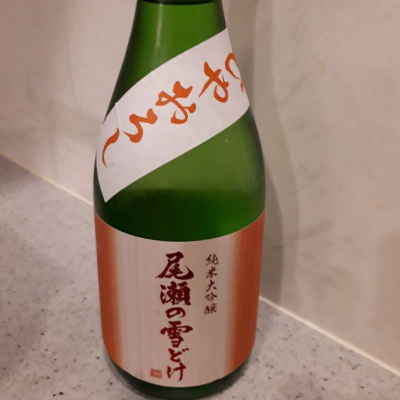 ひやおろし
純米大吟醸
尾瀬の雪どけ